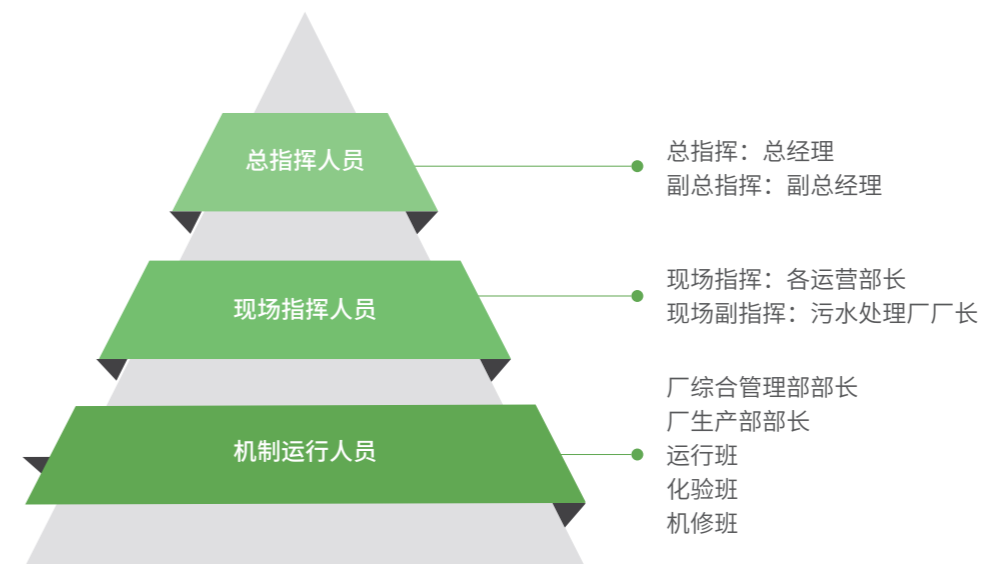 总指挥人员
总指挥：总经理
副总指挥：副总经理
现场指挥人员
现场指挥：各运营部长
现场副指挥：污水处理厂厂长
机制运行人员
厂综合管理部部长
厂生产部部长
运行班
化验班
机修班